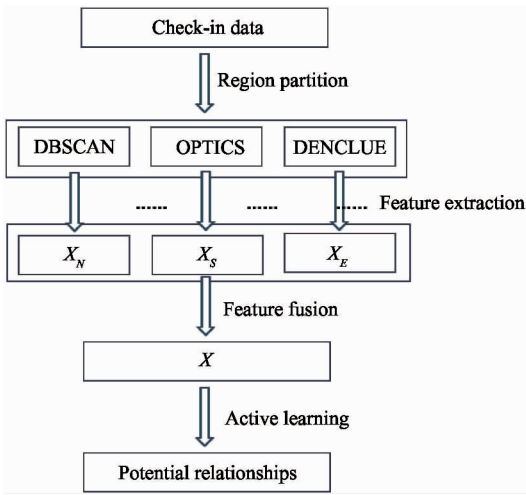 Check-in data
Region partition
DBSCAN OPTICS DENCLUE
...... ...... ...... Feature extraction
X_N X_S X_E
Feature fusion
X
Active learning
Potential relationships